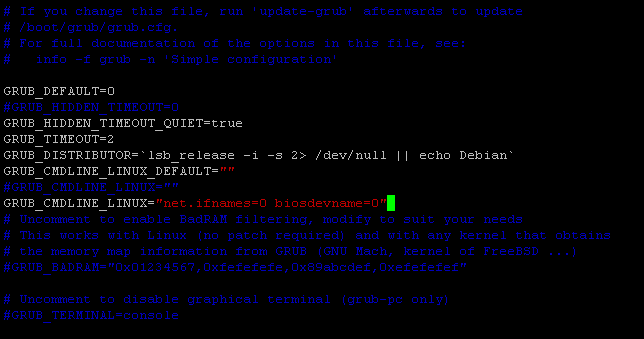 # If you change this file, run 'update-grub' afterwards to update
# /boot/grub/grub.cfg.
# For full documentation of the options in this file, see:
#   info -f grub -n 'Simple configuration'

GRUB_DEFAULT=0
#GRUB_HIDDEN_TIMEOUT=0
GRUB_HIDDEN_TIMEOUT_QUIET=true
GRUB_TIMEOUT=2
GRUB_DISTRIBUTOR=`lsb_release -i -s 2> /dev/null || echo Debian`
GRUB_CMDLINE_LINUX_DEFAULT=""
#GRUB_CMDLINE_LINUX=""
GRUB_CMDLINE_LINUX="net.ifnames=0 biosdevname=0"
# Uncomment to enable BadRAM filtering, modify to suit your needs
# This works with Linux (no patch required) and with any kernel that obtains
# the memory map information from GRUB (GNU Mach, kernel of FreeBSD ...)
#GRUB_BADRAM="0x01234567,0xfefefefe,0x89abcdef,0xefefefef"

# Uncomment to disable graphical terminal (grub-pc only)
#GRUB_TERMINAL=console